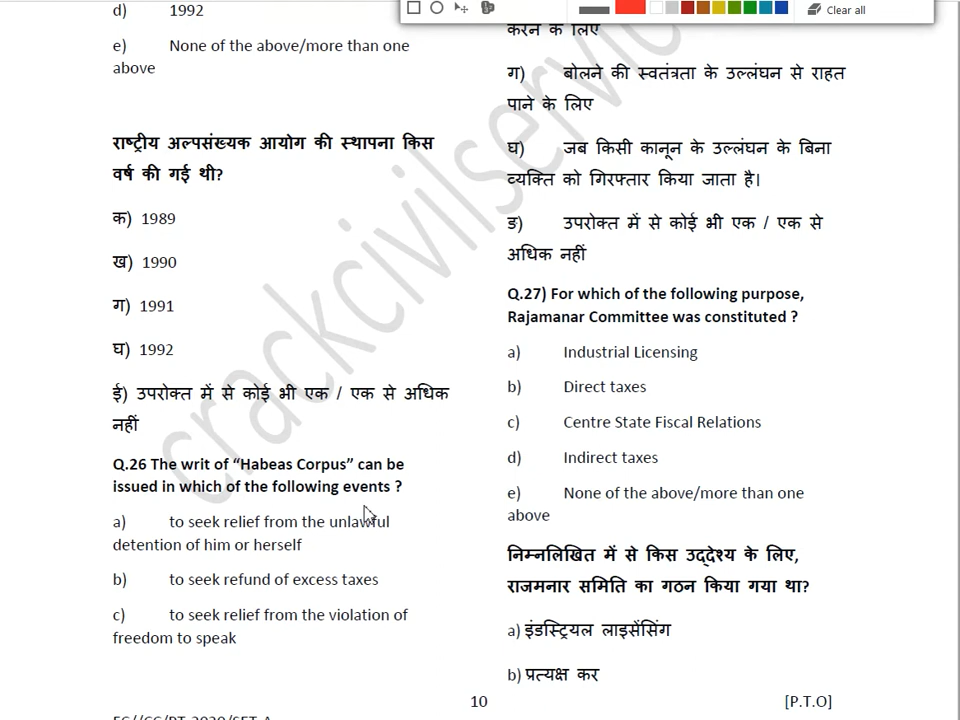 Clear all
d) 1992
e) None of the above/more than one
above
राष्ट्रीय अल्पसंख्यक आयोग की स्थापना किस
वर्ष की गई थी?
क) 1989
ख) 1990
ग) 1991
घ) 1992
ई) उपरोक्त में से कोई भी एक / एक से अधिक
नहीं
Q.26 The writ of “Habeas Corpus” can be
issued in which of the following events ?
a) to seek relief from the unlawful
detention of him or herself
b) to seek refund of excess taxes
c) to seek relief from the violation of
freedom to speak
करने के लिए
ग) बोलने की स्वतंत्रता के उल्लंघन से राहत
पाने के लिए
घ) जब किसी कानून के उल्लंघन के बिना
व्यक्ति को गिरफ्तार किया जाता है।
ङ) उपरोक्त में से कोई भी एक / एक से
अधिक नहीं
Q.27) For which of the following purpose,
Rajamanar Committee was constituted ?
a) Industrial Licensing
b) Direct taxes
c) Centre State Fiscal Relations
d) Indirect taxes
e) None of the above/more than one
above
निम्नलिखित में से किस उद्देश्य के लिए,
राजमनार समिति का गठन किया गया था?
a) इंडस्ट्रियल लाइसेंसिंग
b) प्रत्यक्ष कर
10
[P.T.O]
crackcivilservic